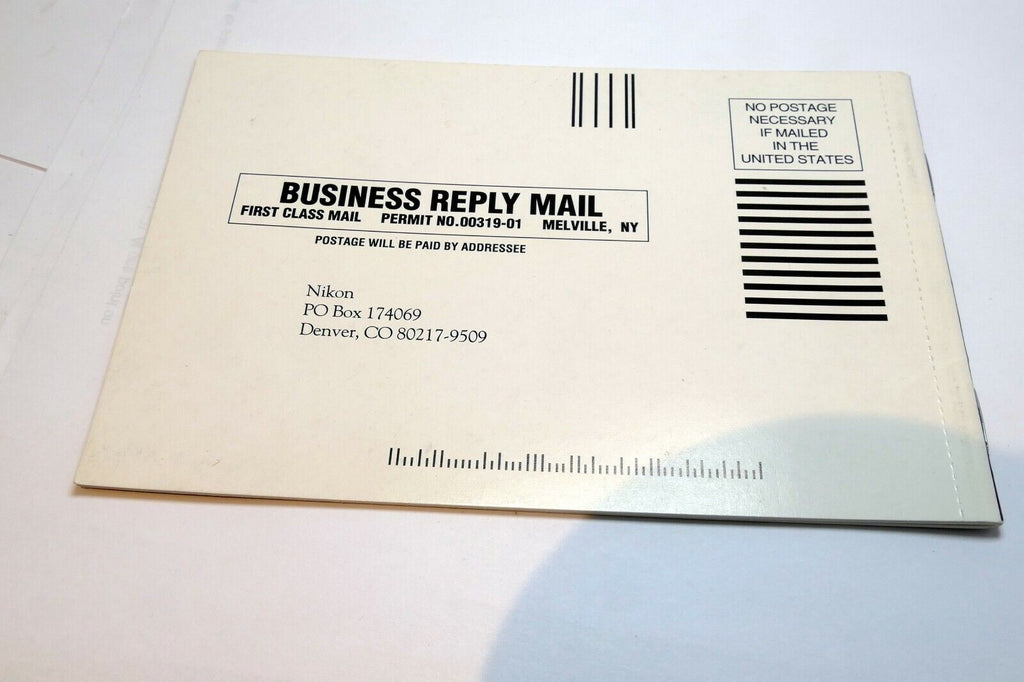 NO POSTAGE
NECESSARY
IF MAILED
IN THE
UNITED STATES
BUSINESS REPLY MAIL
FIRST CLASS MAIL PERMIT NO.00319-01 MELVILLE, NY
POSTAGE WILL BE PAID BY ADDRESSEE
Nikon
PO Box 174069
Denver, CO 80217-9509